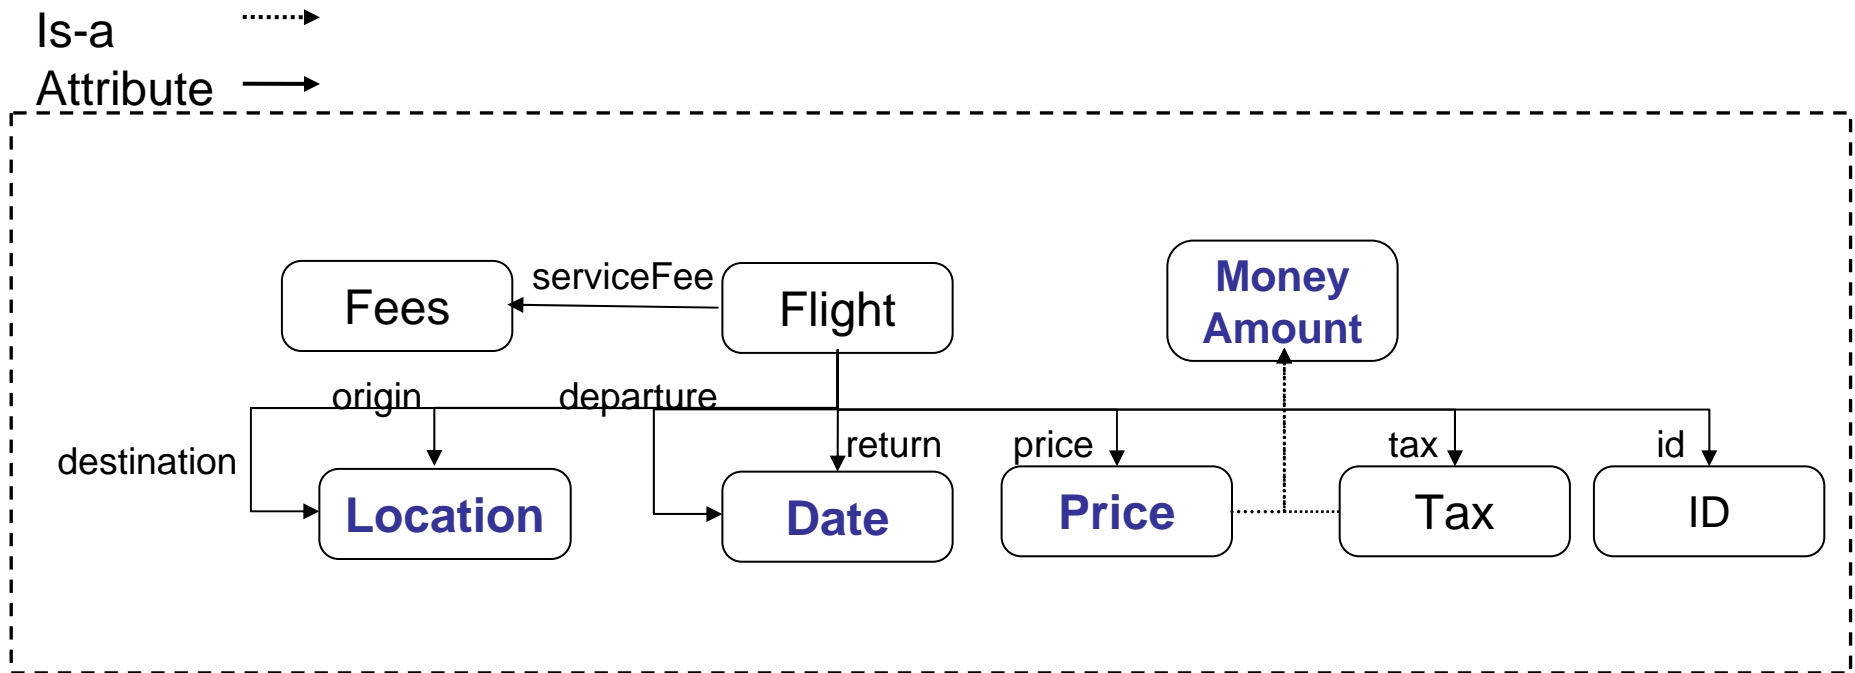 Is-a
Attribute
Fees
serviceFee
Flight
Money
Amount
origin
departure
destination
return
price
tax
id
Location
Date
Price
Tax
ID